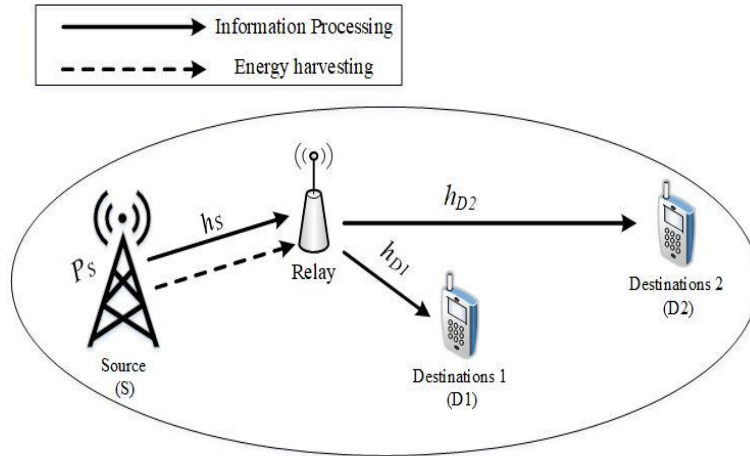 Information Processing
Energy harvesting
hS
hD2
PS
hD1
Relay
Destinations 2
(D2)
Source
(S)
Destinations 1
(D1)